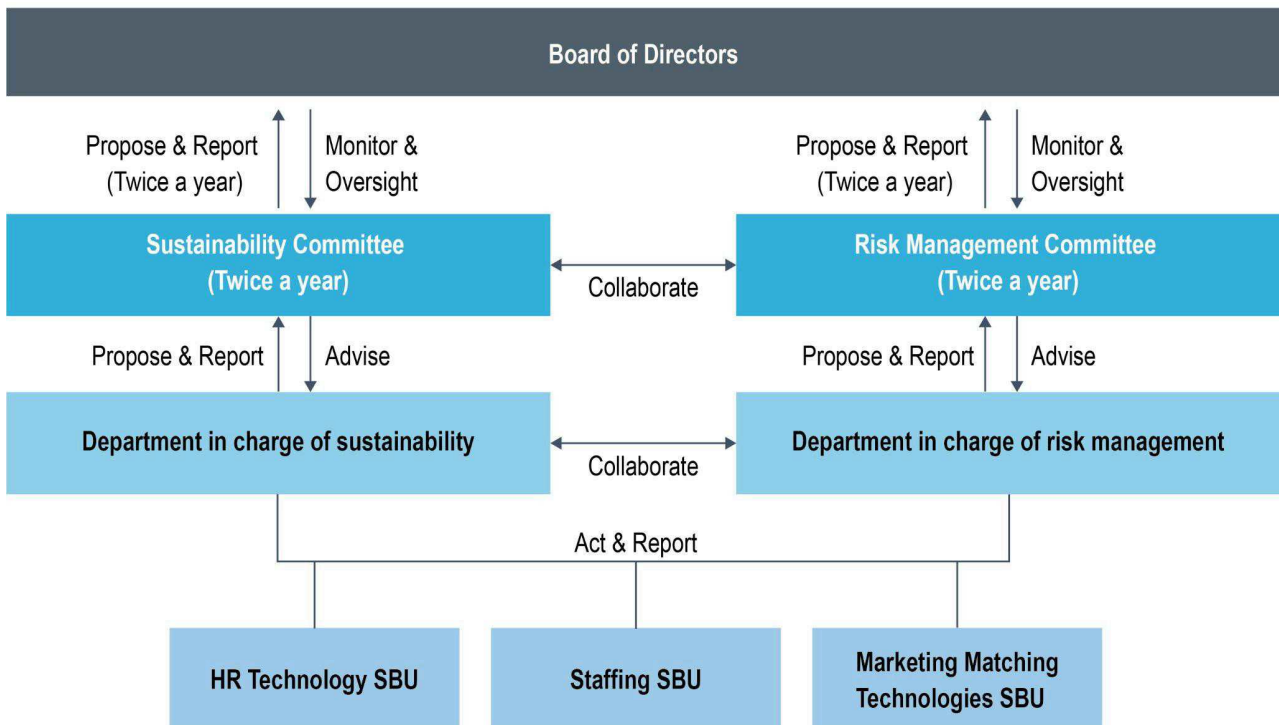 Board of Directors
Propose & Report
(Twice a year)
Monitor &
Oversight
Propose & Report
(Twice a year)
Monitor &
Oversight
Sustainability Committee
(Twice a year)
Collaborate
Risk Management Committee
(Twice a year)
Propose & Report
Advise
Propose & Report
Advise
Department in charge of sustainability
Collaborate
Department in charge of risk management
Act & Report
HR Technology SBU
Staffing SBU
Marketing Matching
Technologies SBU